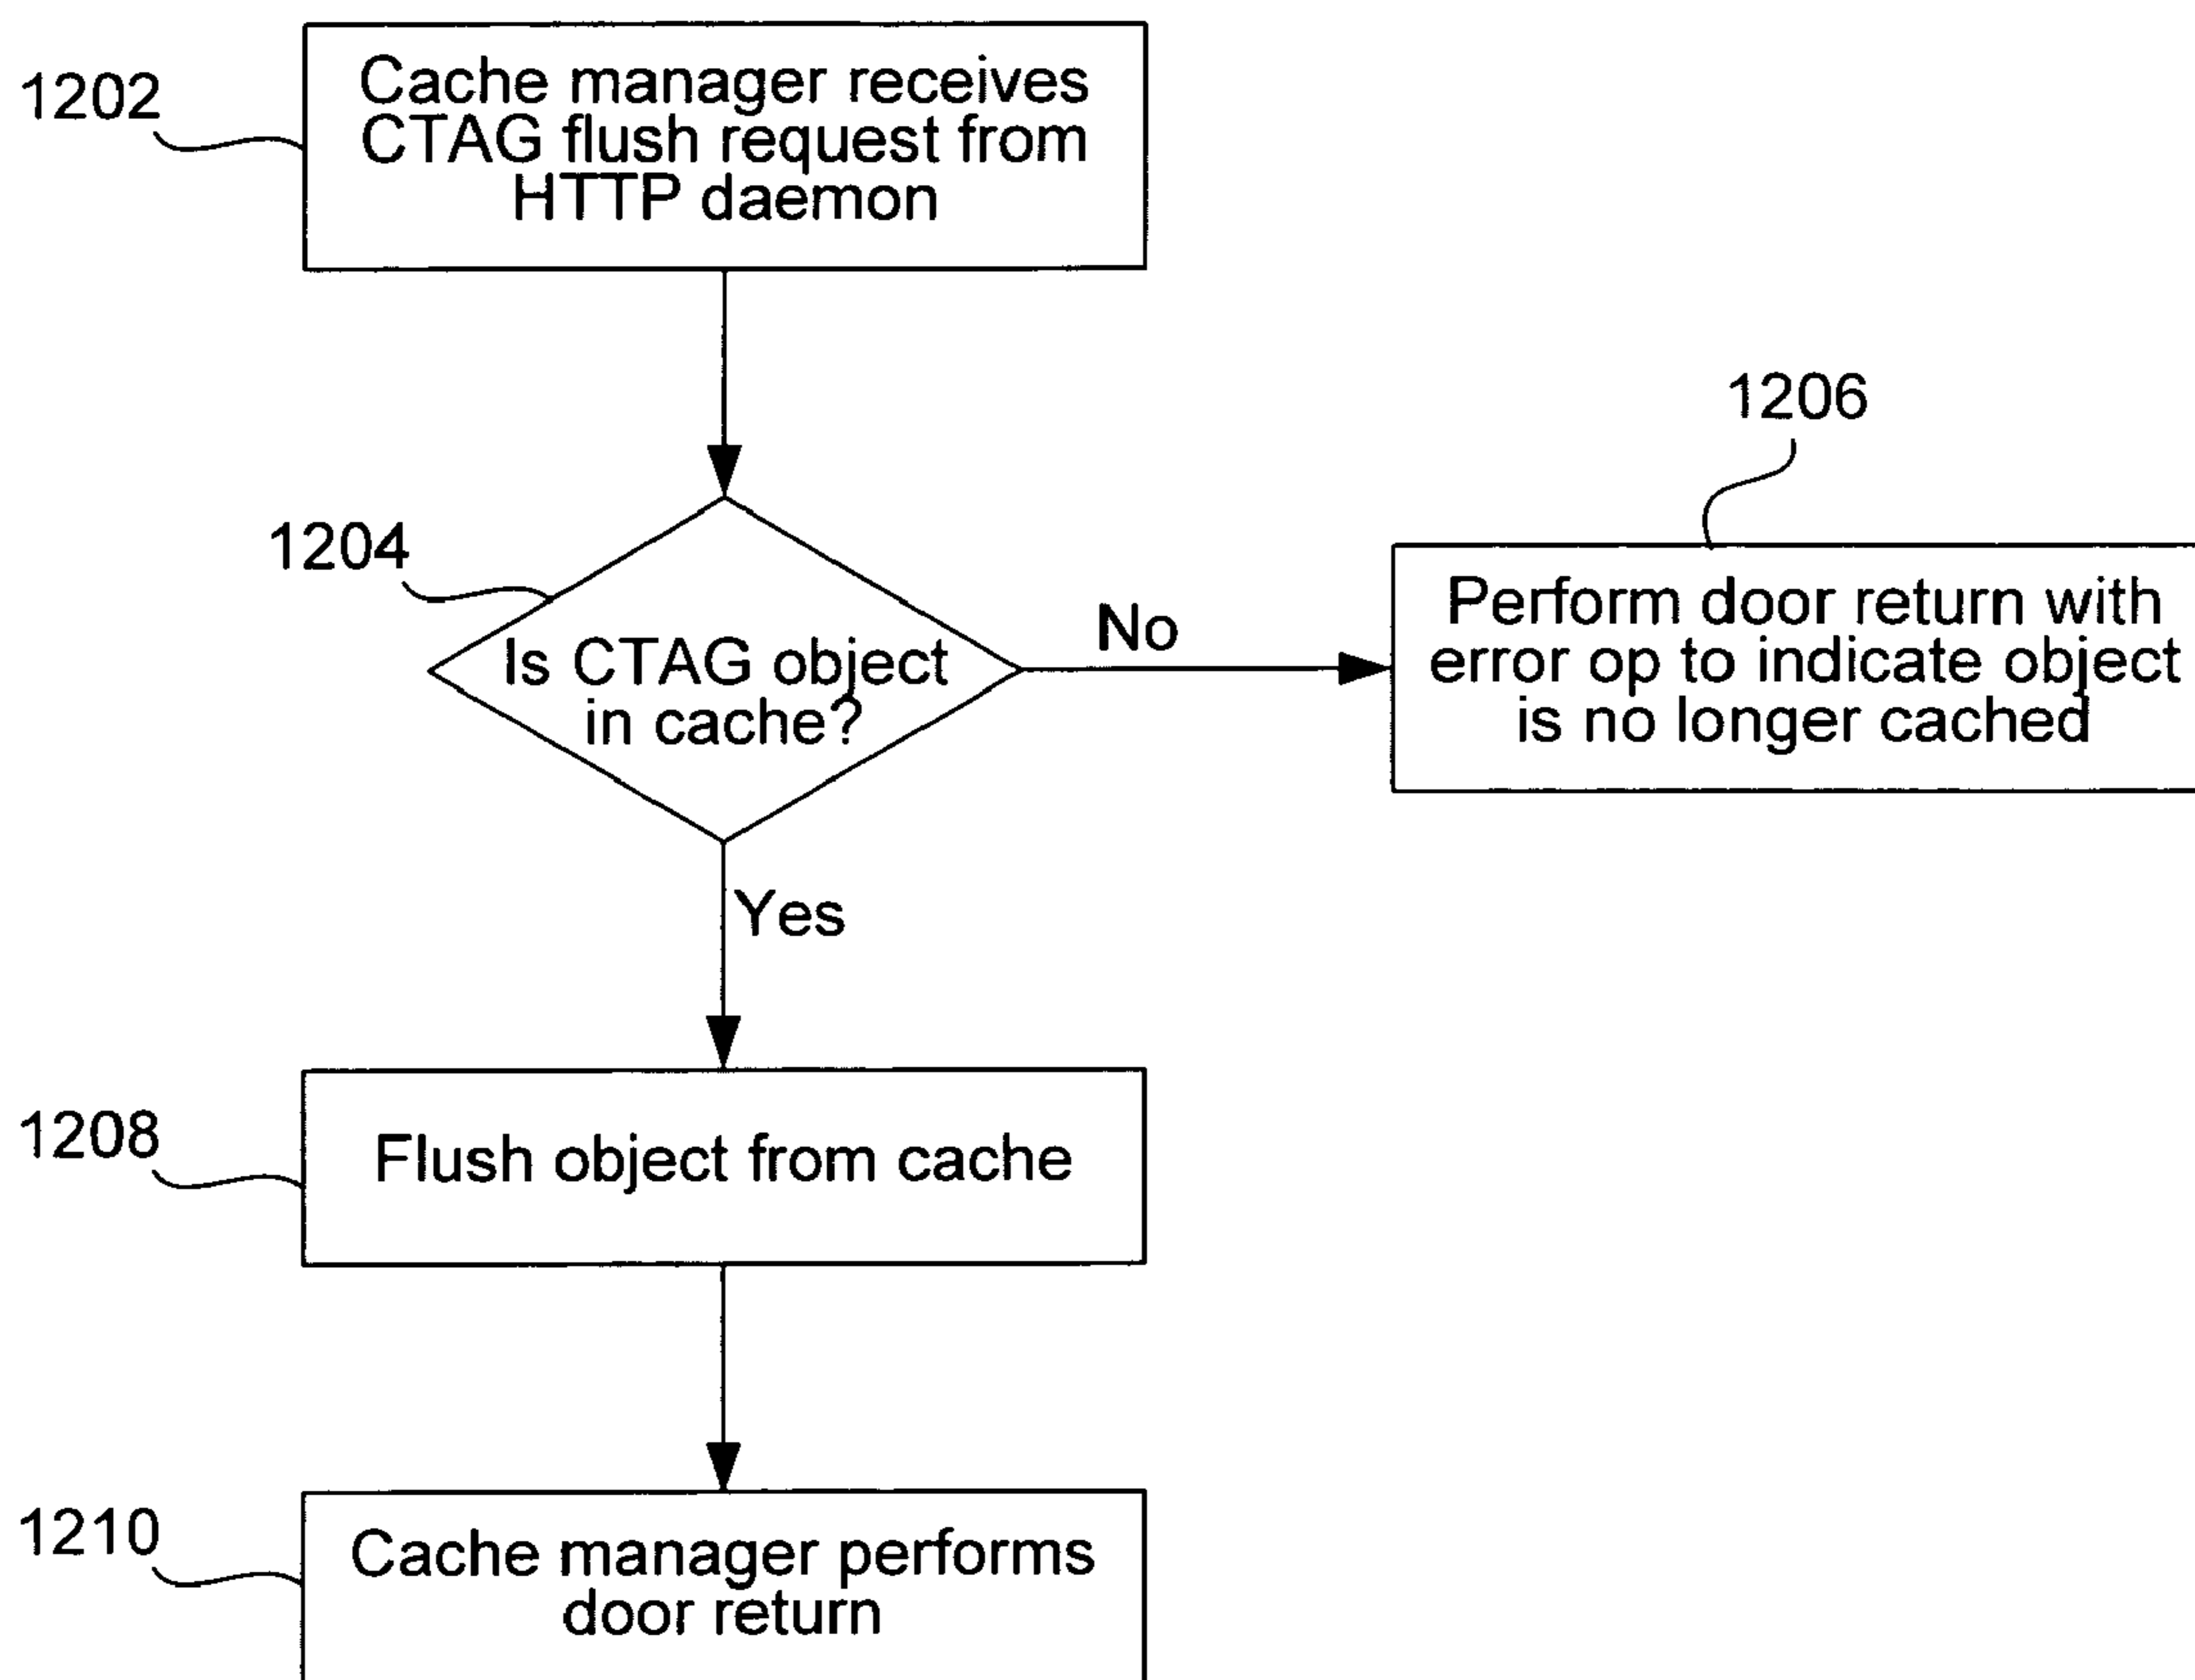 1202
Cache manager receives
CTAG flush request from
HTTP daemon
1204
Is CTAG object
in cache?
No
1206
Perform door return with
error op to indicate object
is no longer cached
Yes
1208
Flush object from cache
1210
Cache manager performs
door return